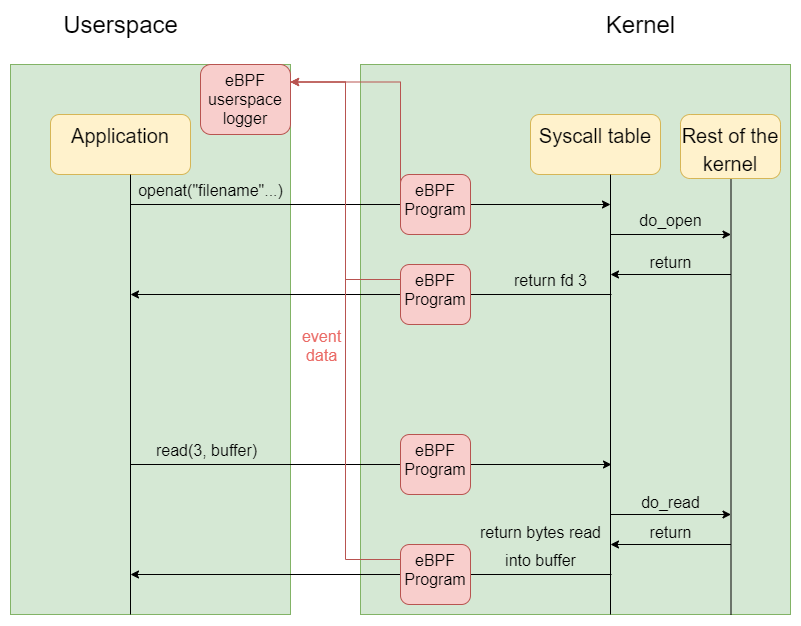 Userspace
Kernel
eBPF
userspace
logger
Application
Syscall table
Rest of the
kernel
openat("filename"...)
eBPF
Program
do_open
return
eBPF
Program
return fd 3
event
data
read(3, buffer)
eBPF
Program
do_read
return bytes read
return
into buffer
eBPF
Program